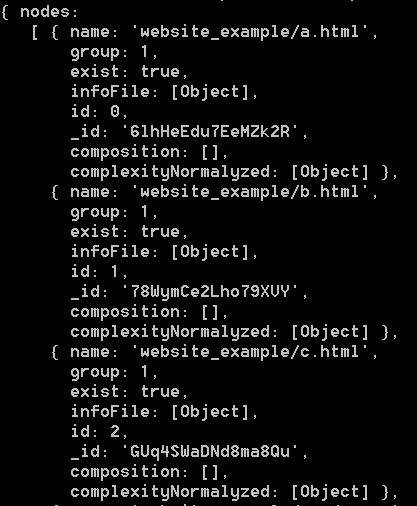 { nodes:
[ { name: 'website_example/a.html',
group: 1,
exist: true,
infoFile: [Object],
id: 0,
_id: '6lhHeEdu7EeMZk2R',
composition: [],
complexityNormalyzed: [Object] },
{ name: 'website_example/b.html',
group: 1,
exist: true,
infoFile: [Object],
id: 1,
_id: '78WymCe2Lho79XVY',
composition: [],
complexityNormalyzed: [Object] },
{ name: 'website_example/c.html',
group: 1,
exist: true,
infoFile: [Object],
id: 2,
_id: 'GUq4SWaDNd8ma8Qu',
composition: [],
complexityNormalyzed: [Object] },